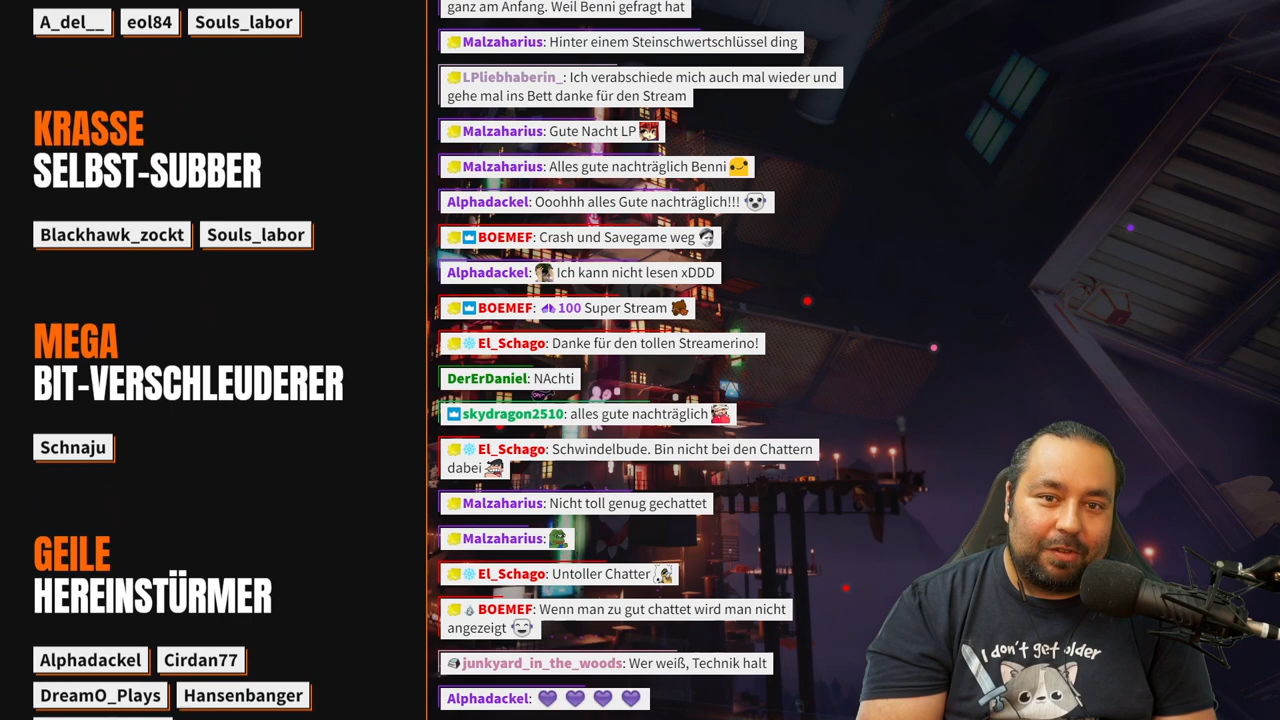 A_del__ eol84 Souls_labor
KRASSE
SELBST-SUBBER
Blackhawk_zockt Souls_labor
MEGA
BIT-VERSCHLEUDERER
Schnaju
GEILE
HEREINSTÜRMER
Alphadackel Cirdan77
DreamO_Plays Hansenbanger
ganz am Anfang. Weil Benni gefragt hat
Malzaharius: Hinter einem Steinschwertschlüssel ding
LPliebhaberin_: Ich verabschiede mich auch mal wieder und
gehe mal ins Bett danke für den Stream
Malzaharius: Gute Nacht LP
Malzaharius: Alles gute nachträglich Benni
Alphadackel: Ooohhh alles Gute nachträglich!!!
BOEMEF: Crash und Savegame weg
Alphadackel: Ich kann nicht lesen xDDD
BOEMEF: 100 Super Stream
El_Schago: Danke für den tollen Streamerino!
DerErDaniel: NAchti
skydragon2510: alles gute nachträglich
El_Schago: Schwindelbude. Bin nicht bei den Chattern
dabei
Malzaharius: Nicht toll genug gechattet
Malzaharius:
El_Schago: Untoller Chatter
BOEMEF: Wenn man zu gut chattet wird man nicht
angezeigt
junkyard_in_the_woods: Wer weiß, Technik halt
Alphadackel: 💜 💜 💜 💜
I don't get older